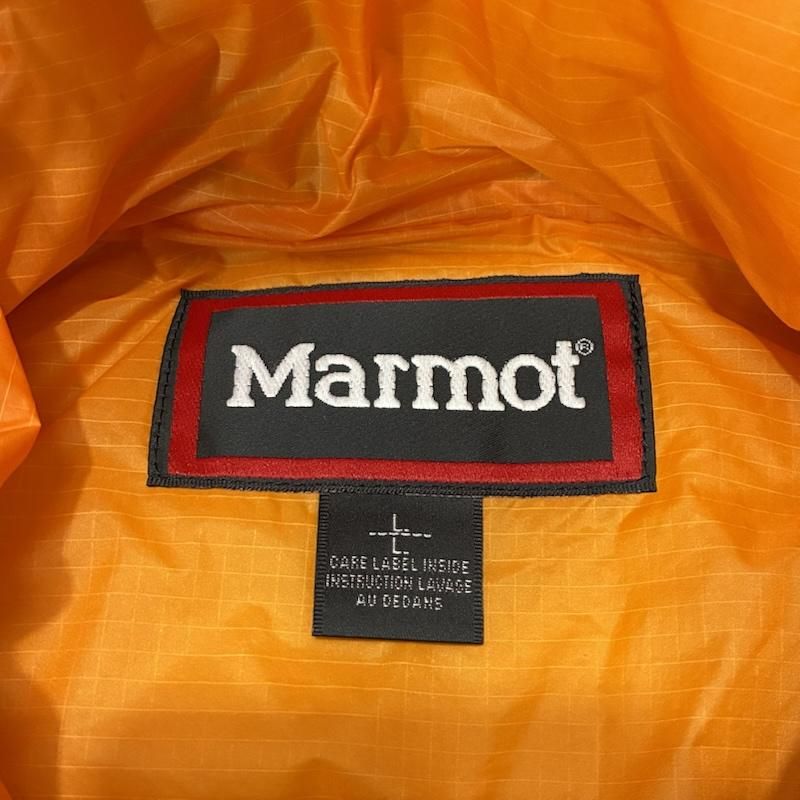 Marmot®
L.
L.
CARE LABEL INSIDE
INSTRUCTION LAVAGE
AU DEDANS